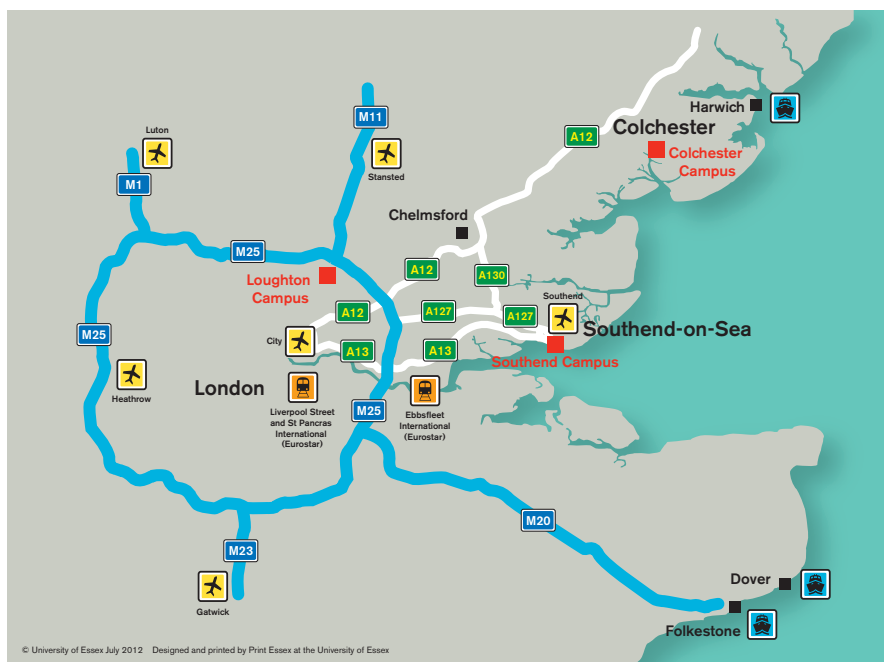 Harwich
M11
Luton
A12
Colchester
Colchester
Campus
Stansted
M1
Chelmsford
M25
A12
A130
Loughton
Campus
Southend
A12
A127
A127
M25
Southend-on-Sea
City
A13
A13
Southend Campus
Heathrow
London
M25
Liverpool Street
and St Pancras
International
(Eurostar)
Ebbsfleet
International
(Eurostar)
M20
M23
Dover
Gatwick
Folkestone
© University of Essex July 2012 Designed and printed by Print Essex at the University of Essex